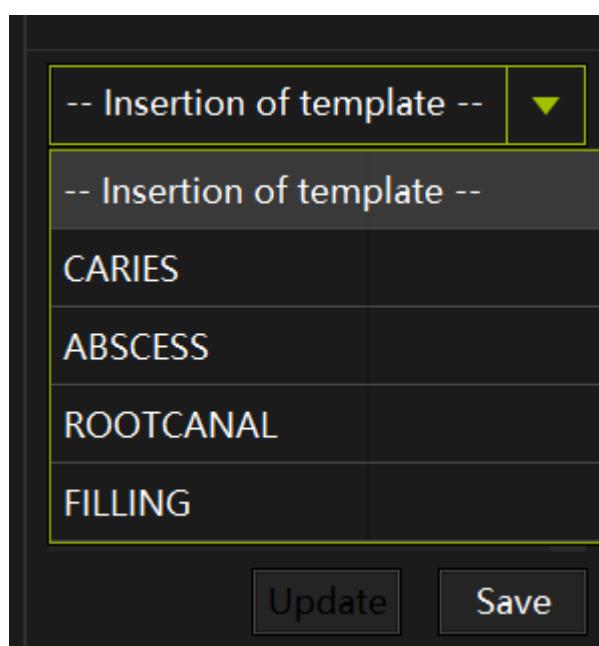 -- Insertion of template --
-- Insertion of template --
CARIES
ABSCESS
ROOTCANAL
FILLING
Update Save